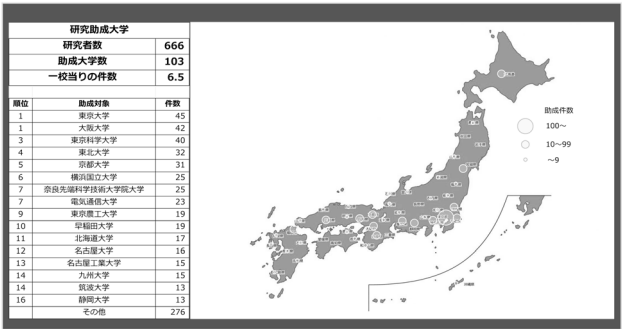 研究助成大学
研究者数 666
助成大学数 103
一校当りの件数 6.5
順位 助成対象 件数
1 東京大学 45
1 大阪大学 42
3 東京科学大学 40
4 東北大学 32
5 京都大学 31
6 横浜国立大学 25
7 奈良先端科学技術大学院大学 25
7 電気通信大学 23
9 東京農工大学 19
10 早稲田大学 19
11 北海道大学 17
12 名古屋大学 16
13 名古屋工業大学 15
14 九州大学 15
14 筑波大学 13
16 静岡大学 13
その他 276
助成件数
100～
10～99
～9